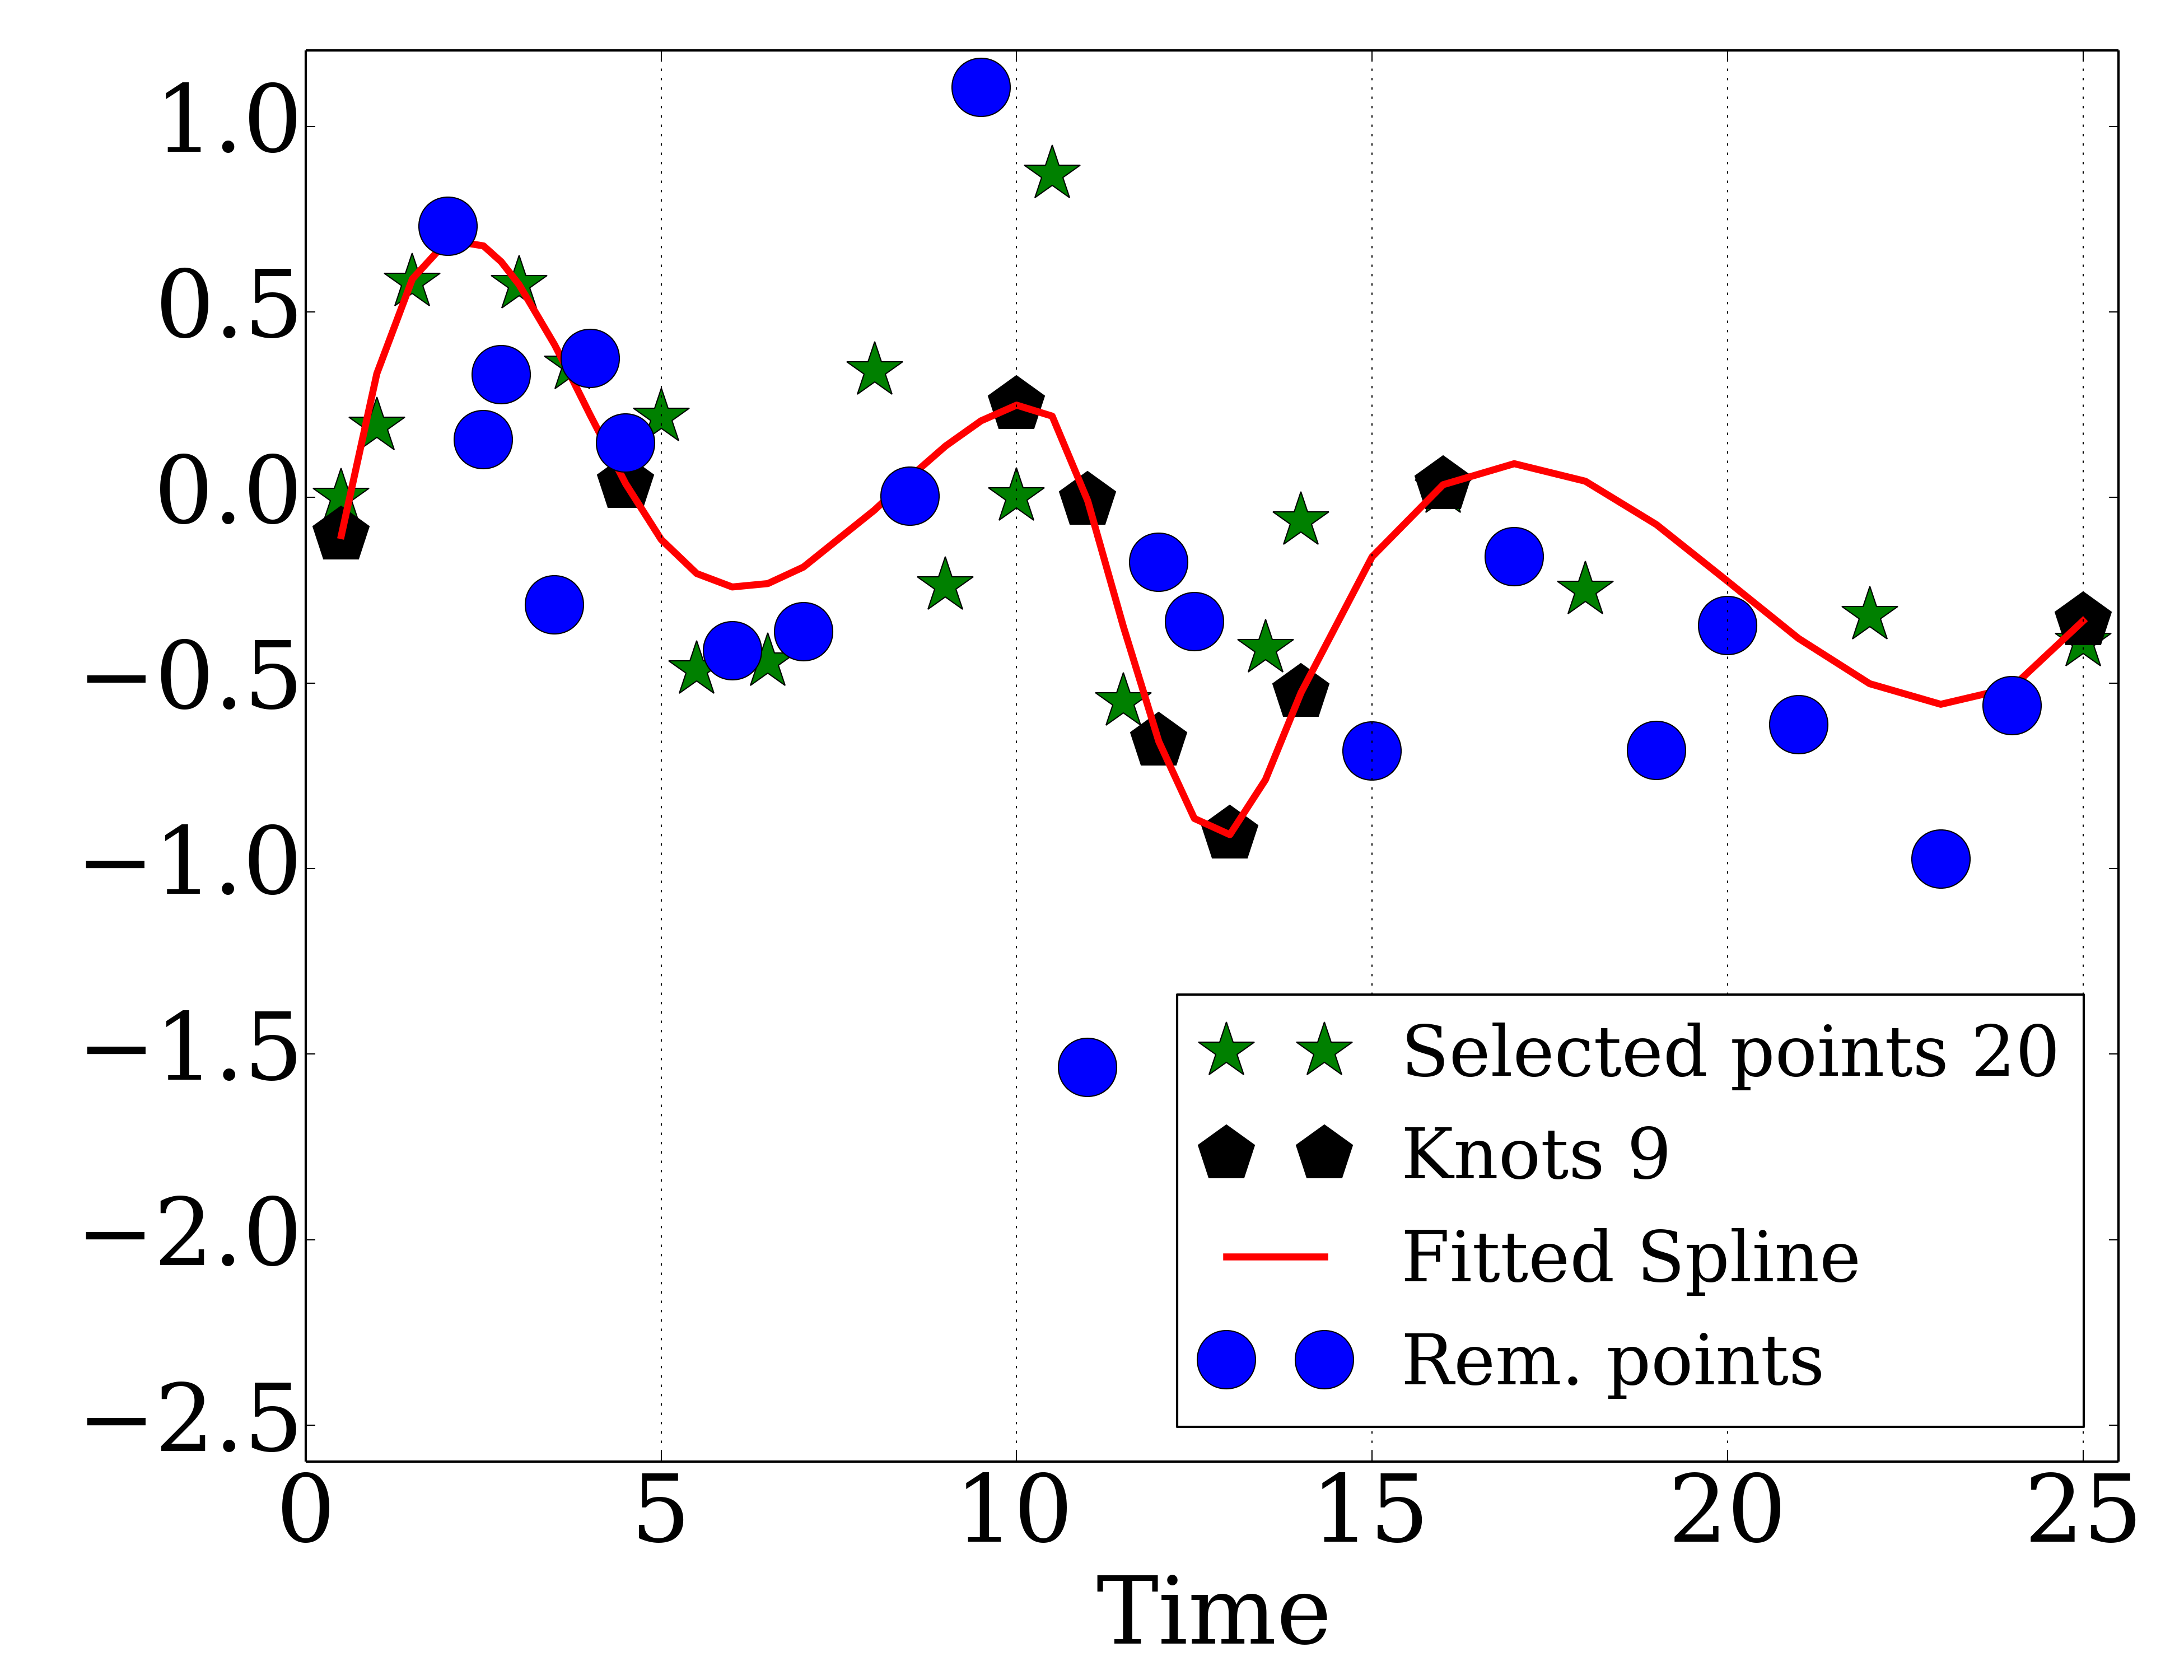 1.0
0.5
0.0
−0.5
−1.0
−1.5
−2.0
−2.5
Selected points 20
Knots 9
Fitted Spline
Rem. points
0 5 10 15 20 25
Time